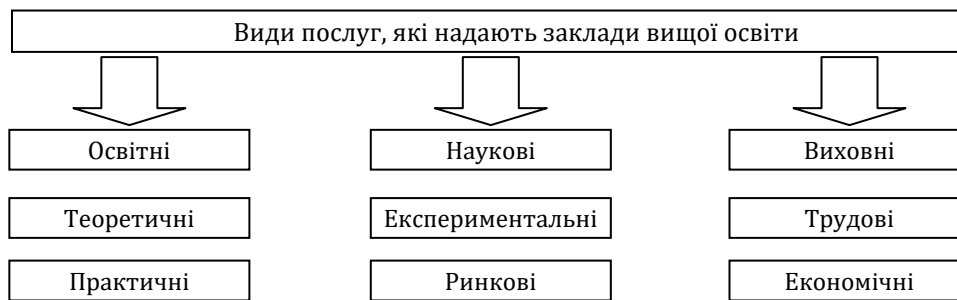 Види послуг, які надають заклади вищої освіти
Освітні
Наукові
Виховні
Теоретичні
Експериментальні
Трудові
Практичні
Ринкові
Економічні